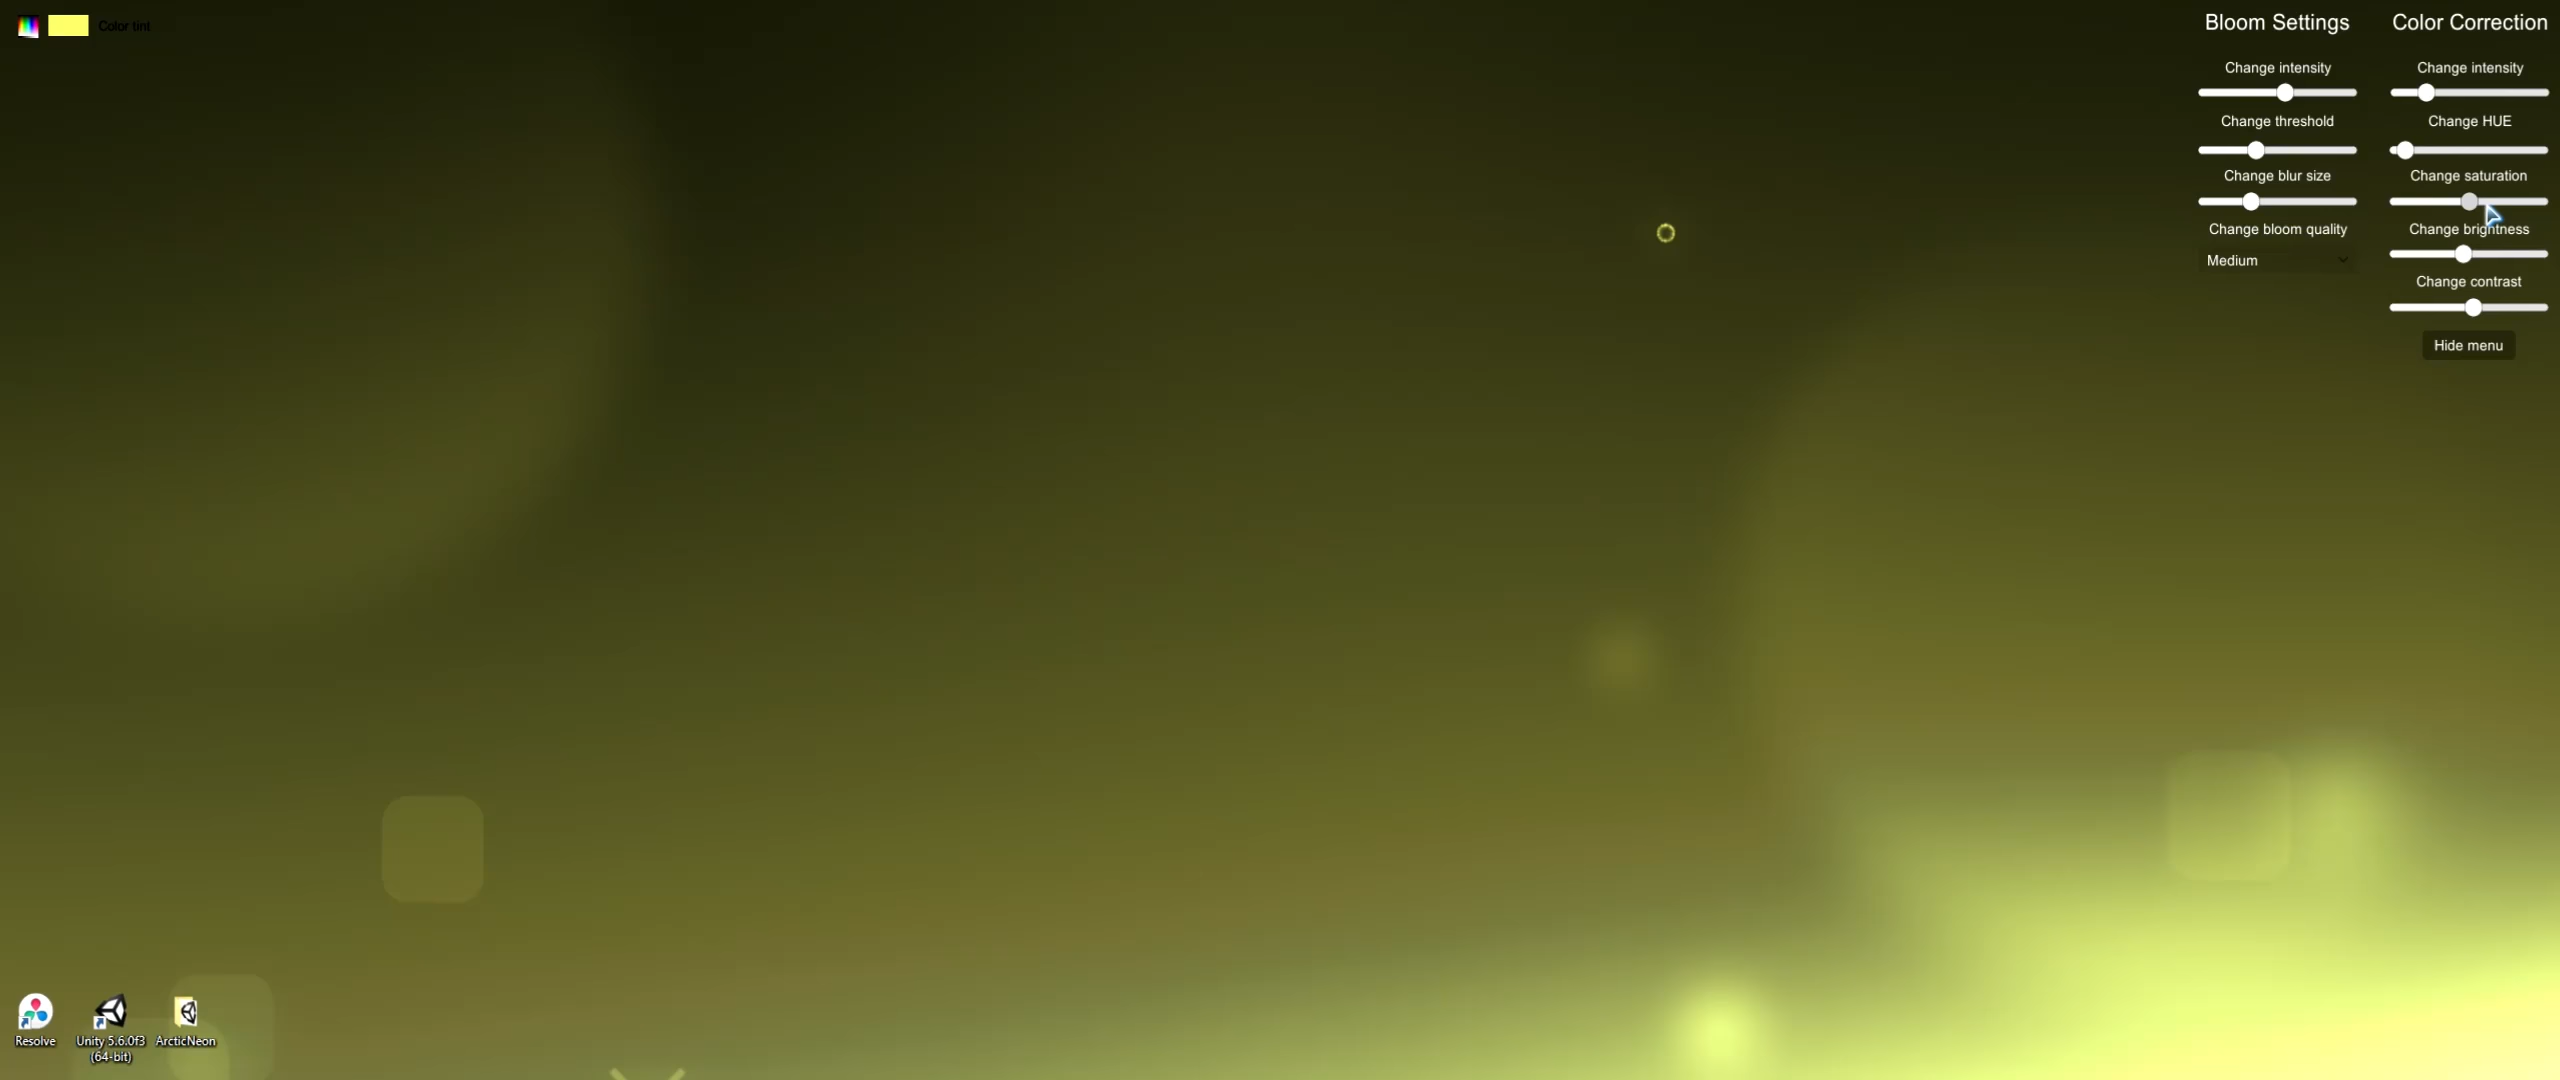 Color tint
Bloom Settings
Change intensity
Change threshold
Change blur size
Change bloom quality
Medium
Color Correction
Change intensity
Change HUE
Change saturation
Change brightness
Change contrast
Hide menu
Resolve
Unity 5.6.0f3
(64-bit)
ArcticNeon